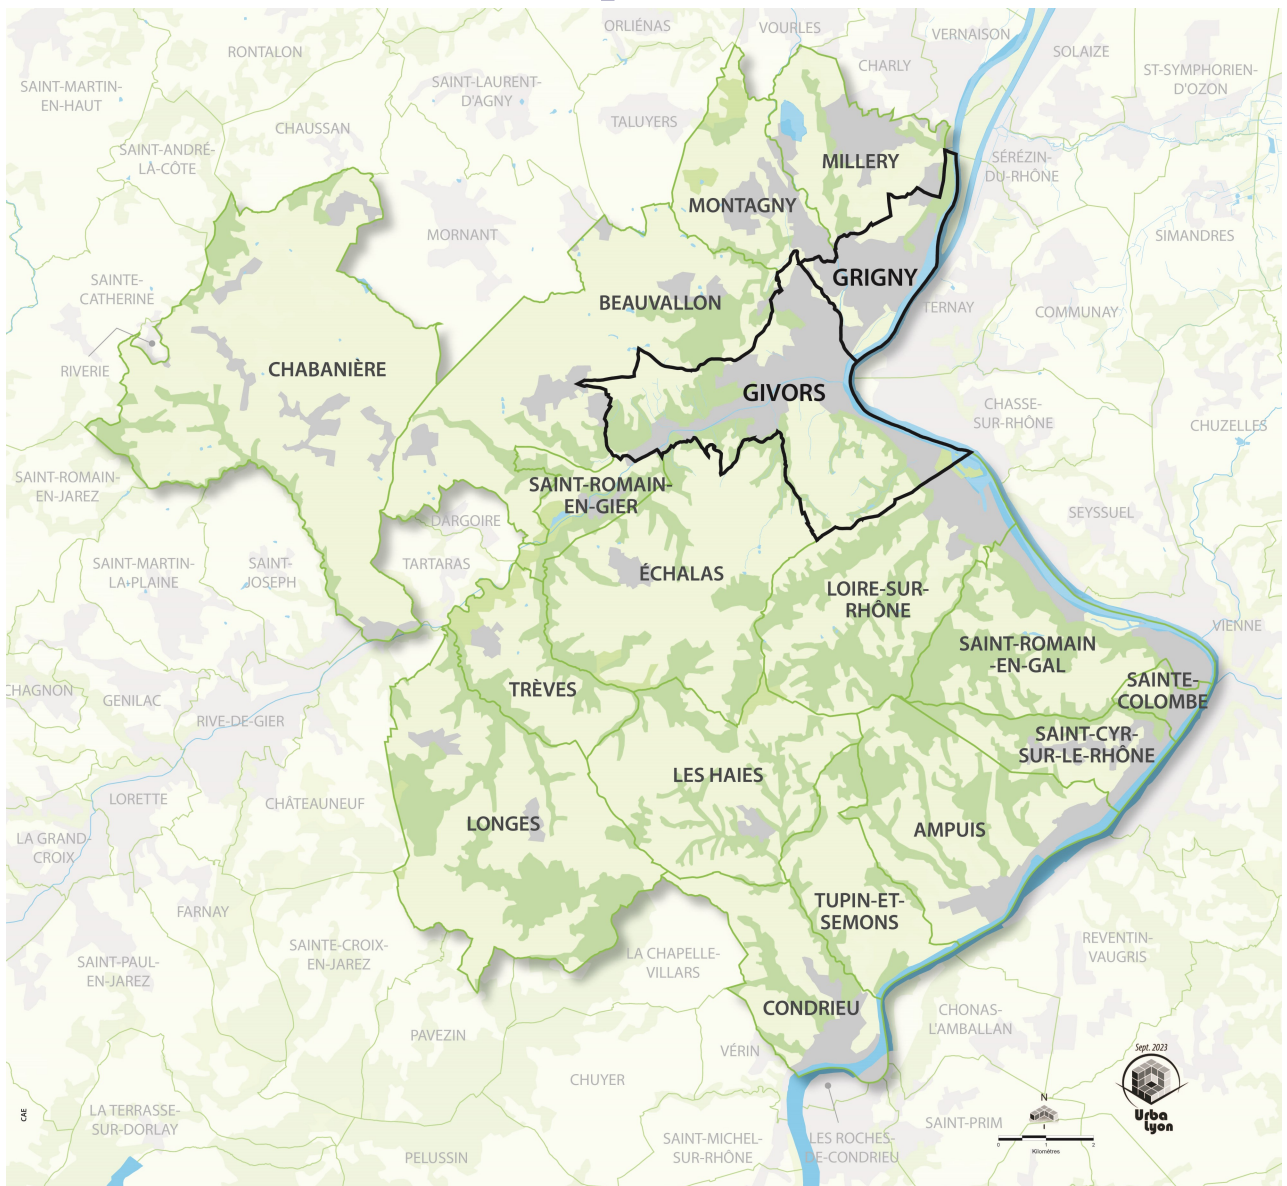 ORLIÉNAS
VOURLES
VERNAISON
RONTALON
SOLAIZE
CHARLY
SAINT-MARTIN-
EN-HAUT
SAINT-LAURENT-
D'AGNY
ST-SYMPHORIEN-
D'OZON
TALUYERS
CHAUSSAN
SAINT-ANDRÉ-
LA-CÔTE
MILLERY
SÉRÉZIN-
DU-RHÔNE
MONTAGNY
MORNANT
SIMANDRES
SAINTE-
CATHERINE
GRIGNY
BEAUVALLON
TERNAY
COMMUNAY
RIVERIE
CHABANIÈRE
GIVORS
CHASSE-
SUR-RHÔNE
CHUZELLES
SAINT-ROMAIN-
EN-JAREZ
SAINT-ROMAIN-
EN-GIER
DARGOIRE
SEYSSUEL
SAINT-MARTIN-
LA-PLAINE
SAINT-
JOSEPH
TARTARAS
ÉCHALAS
LOIRE-SUR-
RHÔNE
VIENNE
SAINT-ROMAIN
-EN-GAL
SAINTE-
COLOMBE
CHAGNON
GENILAC
TRÈVES
RIVE-DE-GIER
SAINT-CYR-
SUR-LE-RHÔNE
LES HAIES
LORETTE
CHÂTEAUNEUF
LONGES
AMPUIS
LA GRAND-
CROIX
FARNAY
TUPIN-ET-
SEMONS
SAINTE-CROIX-
EN-JAREZ
LA CHAPELLE-
VILLARS
REVENTIN-
VAUGRIS
SAINT-PAUL-
EN-JAREZ
CONDRIEU
CHONAS-
L'AMBALLAN
PAVEZIN
VÉRIN
Sept. 2023
CHUYER
Urba
Lyon
N
CAE
LA TERRASSE-
SUR-DORLAY
SAINT-PRIM
SAINT-MICHEL-
SUR-RHÔNE
LES ROCHES-
DE-CONDRIEU
0 1 2
Kilomètres
PELUSSIN